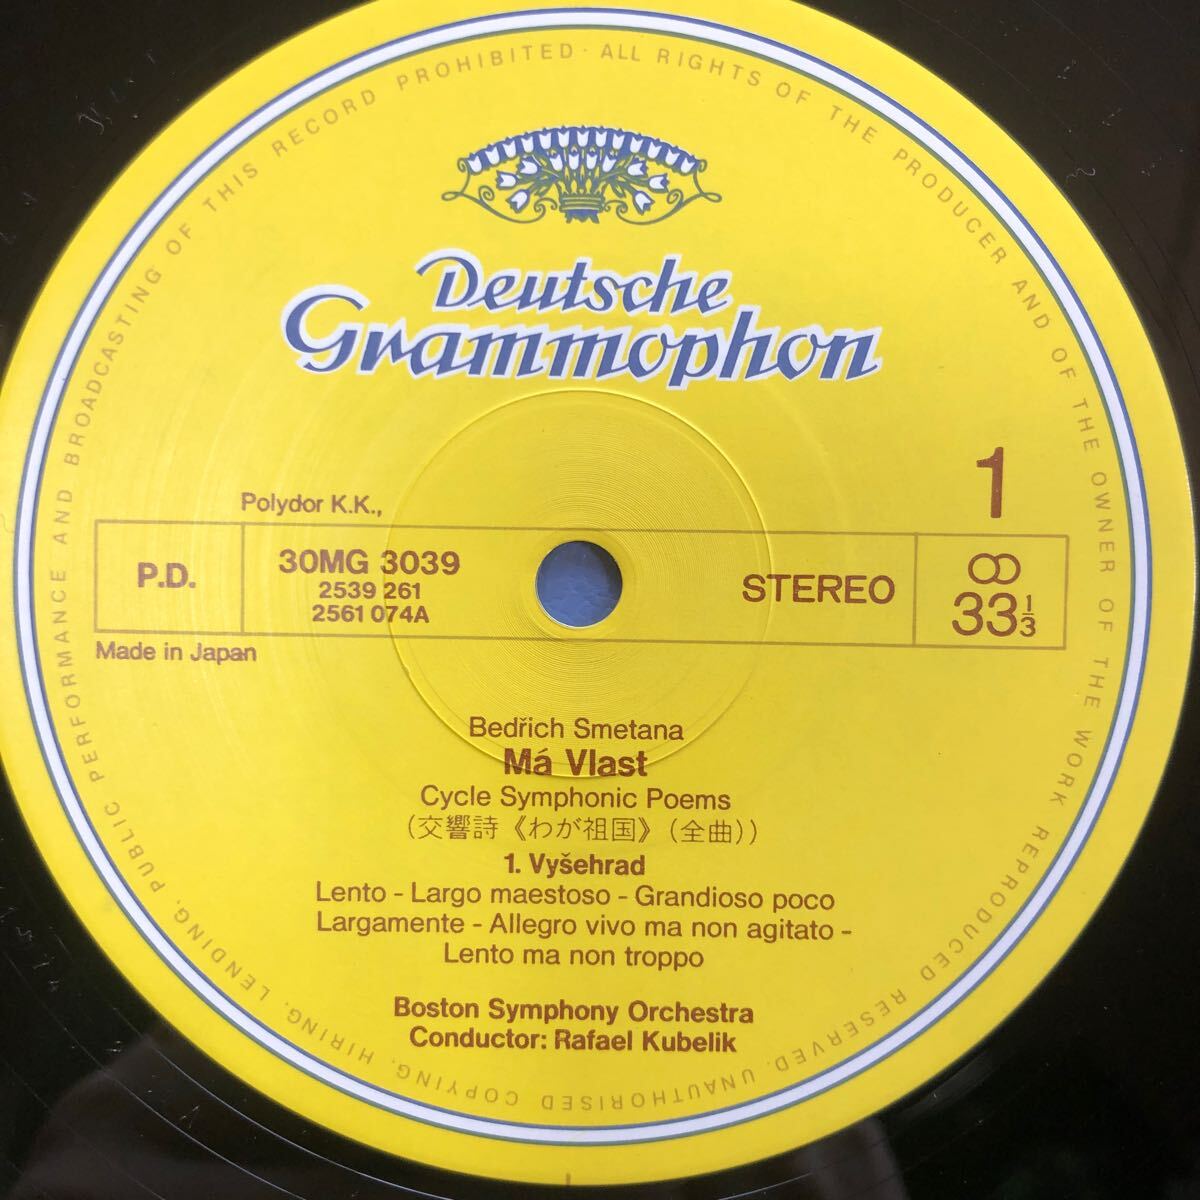 ALL RIGHTS OF THE PRODUCER AND OF THE OWNER OF THE WORK REPRODUCED RESERVED. UNAUTHORISED COPYING, HIRING, LENDING, PUBLIC PERFORMANCE AND BROADCASTING OF THIS RECORD PROHIBITED ·
Deutsche
Grammophon
1
Polydor K.K.,
P.D.
30MG 3039
2539 261
2561 074A
STEREO
33 1/3
Made in Japan
Bedřich Smetana
Má Vlast
Cycle Symphonic Poems
(交響詩《わが祖国》(全曲))
1. Vyšehrad
Lento - Largo maestoso - Grandioso poco
Largamente - Allegro vivo ma non agitato -
Lento ma non troppo
Boston Symphony Orchestra
Conductor: Rafael Kubelik